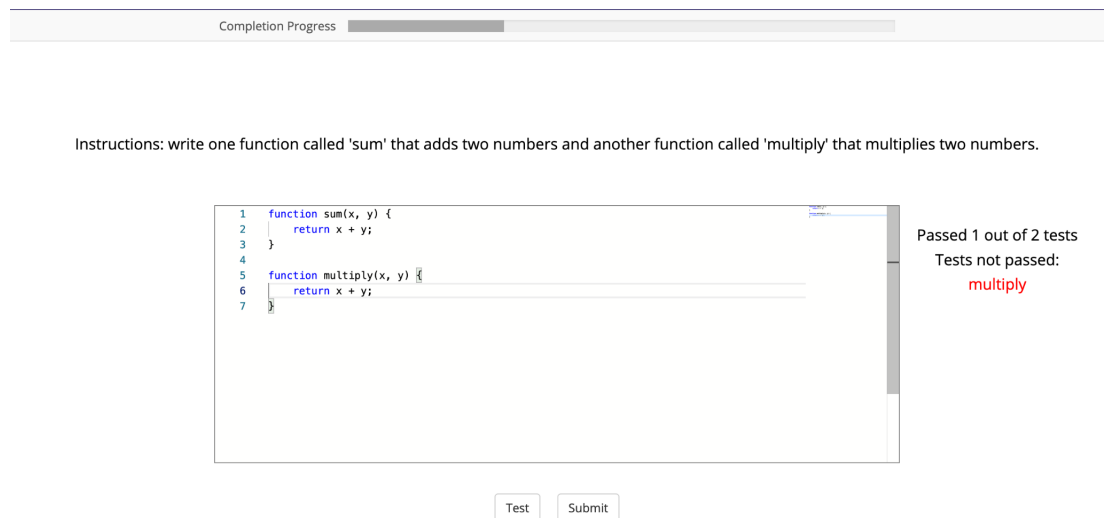 Completion Progress
Instructions: write one function called 'sum' that adds two numbers and another function called 'multiply' that multiplies two numbers.
1 function sum(x, y) {
2     return x + y;
3 }
4
5 function multiply(x, y) {
6     return x + y;
7 }
Passed 1 out of 2 tests
Tests not passed:
multiply
Test Submit